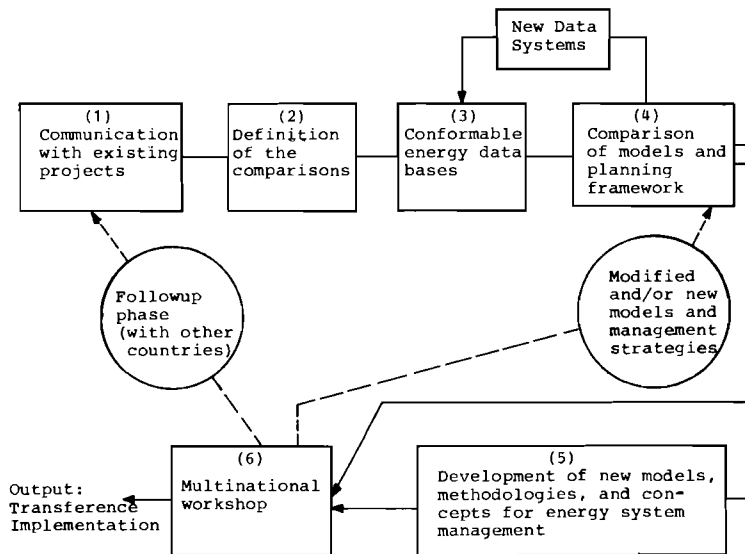 New Data
Systems
(1)
Communication
with existing
projects
(2)
Definition
of the
comparisons
(3)
Conformable
energy data
bases
(4)
Comparison
of models and
planning
framework
Followup
phase
(with other
countries)
Modified
and/or new
models and
management
strategies
(6)
Multinational
workshop
(5)
Development of new models,
methodologies, and con-
cepts for energy system
management
Output:
Transference
Implementation